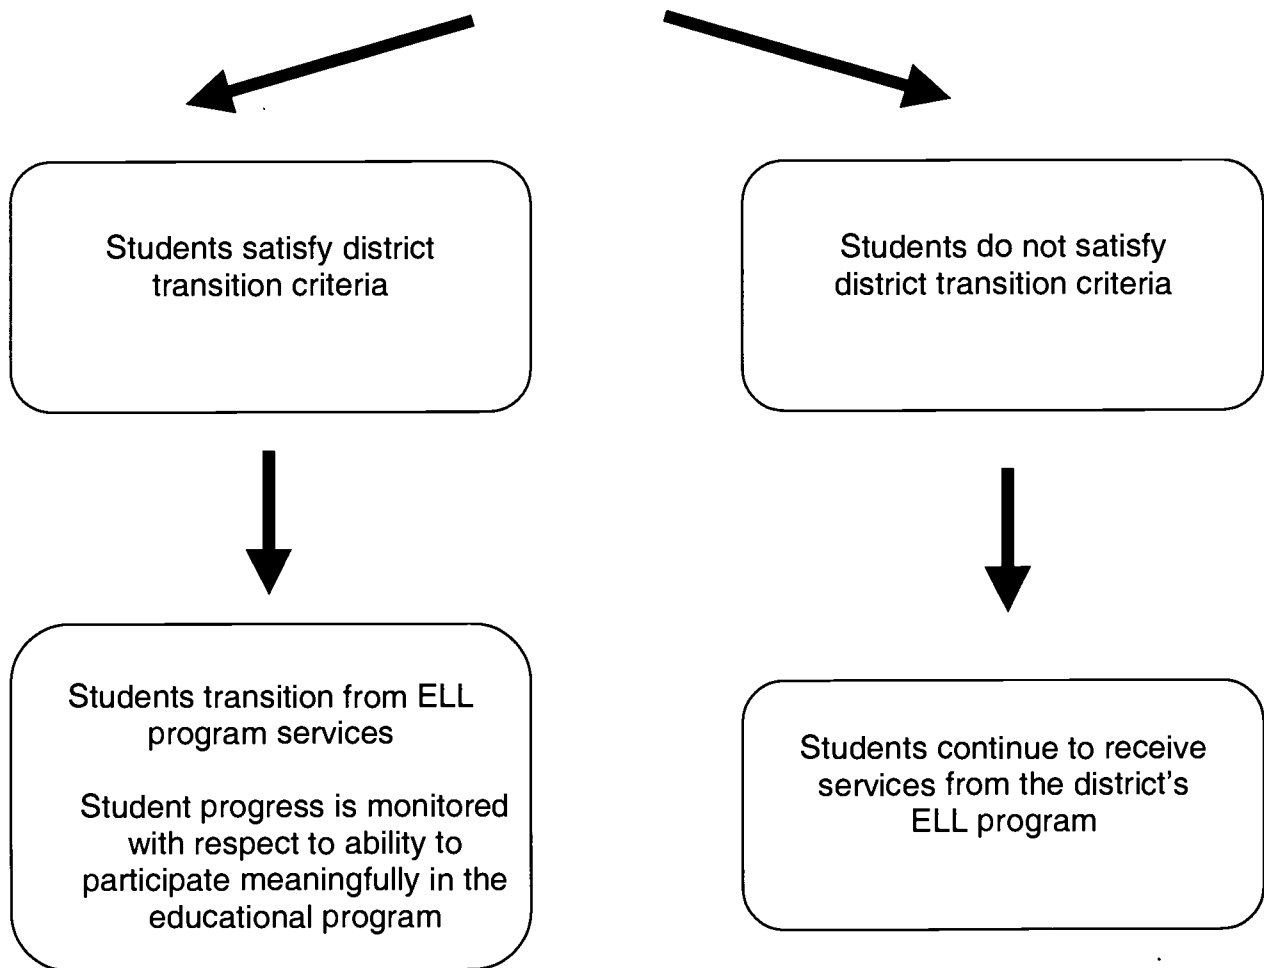 Students satisfy district
transition criteria
Students do not satisfy
district transition criteria
Students transition from ELL
program services
Student progress is monitored
with respect to ability to
participate meaningfully in the
educational program
Students continue to receive
services from the district's
ELL program